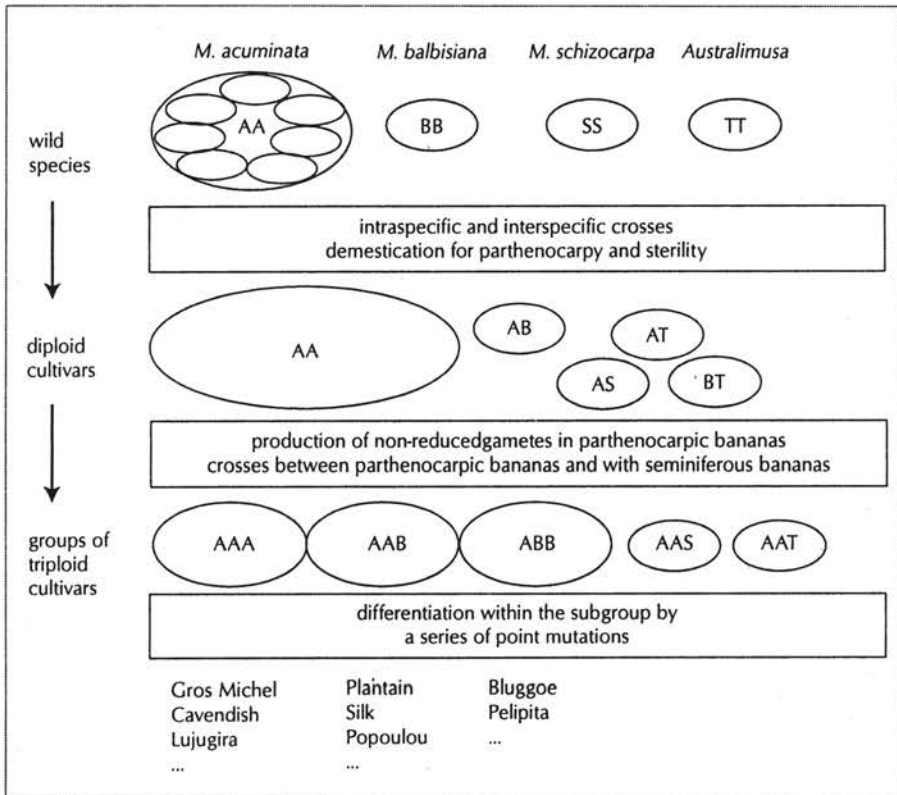 M. acuminata M. balbisiana M. schizocarpa Australimusa
wild
species
AA BB SS TT
intraspecific and interspecific crosses
demestication for parthenocarpy and sterility
diploid
cultivars
AA AB AT
AS BT
production of non-reducedgametes in parthenocarpic bananas
crosses between parthenocarpic bananas and with seminiferous bananas
groups of
triploid
cultivars
AAA AAB ABB AAS AAT
differentiation within the subgroup by
a series of point mutations
Gros Michel Plantain Bluggoe
Cavendish Silk Pelipita
Lujugira Popoulou ...
... ...